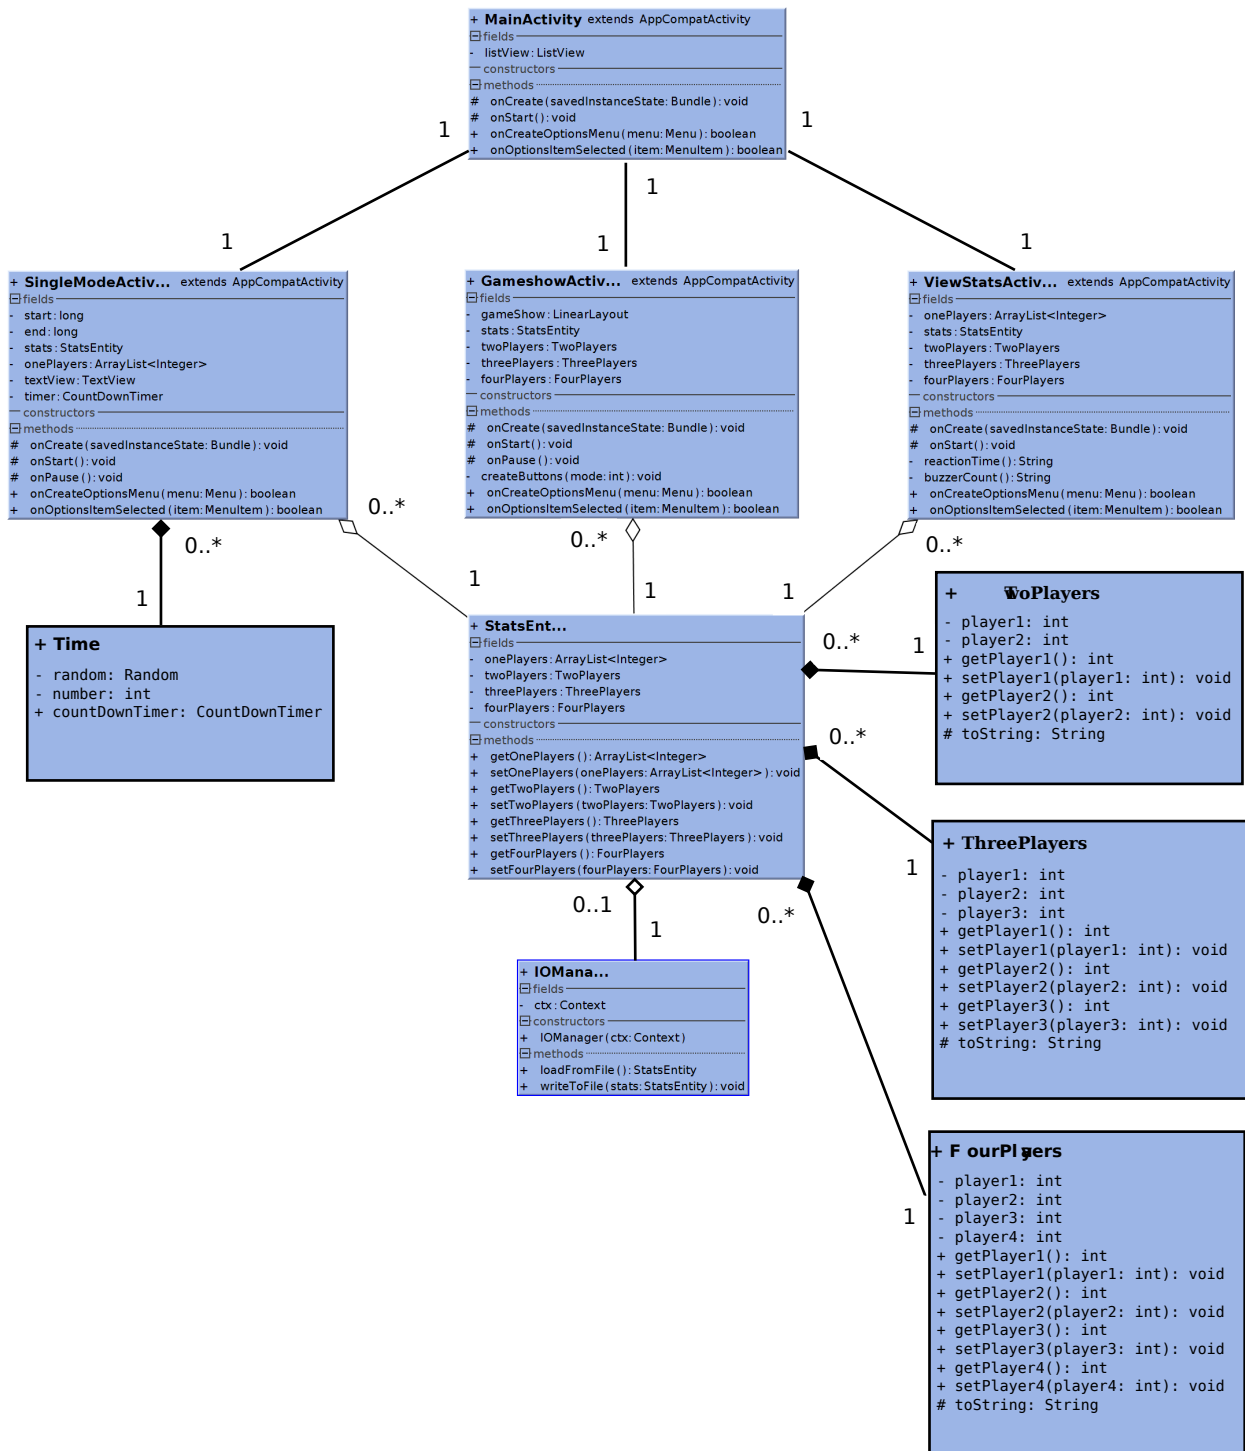 + MainActivity extends AppCompatActivity
fields
- listView: ListView
constructors
methods
# onCreate(savedInstanceState: Bundle): void
# onStart(): void
+ onCreateOptionsMenu(menu: Menu): boolean
+ onOptionsItemSelected(item: MenuItem): boolean
1
1
1
1
1
1
+ SingleModeActiv... extends AppCompatActivity
fields
- start: long
- end: long
- stats: StatsEntity
- onePlayers: ArrayList<Integer>
- textView: TextView
- timer: CountDownTimer
constructors
methods
# onCreate(savedInstanceState: Bundle): void
# onStart(): void
# onPause(): void
+ onCreateOptionsMenu(menu: Menu): boolean
+ onOptionsItemSelected(item: MenuItem): boolean
+ GameshowActiv... extends AppCompatActivity
fields
- gameShow: LinearLayout
- stats: StatsEntity
- twoPlayers: TwoPlayers
- threePlayers: ThreePlayers
- fourPlayers: FourPlayers
constructors
methods
# onCreate(savedInstanceState: Bundle): void
# onStart(): void
# onPause(): void
- createButtons(mode: int): void
+ onCreateOptionsMenu(menu: Menu): boolean
+ onOptionsItemSelected(item: MenuItem): boolean
+ ViewStatsActiv... extends AppCompatActivity
fields
- onePlayers: ArrayList<Integer>
- stats: StatsEntity
- twoPlayers: TwoPlayers
- threePlayers: ThreePlayers
- fourPlayers: FourPlayers
constructors
methods
# onCreate(savedInstanceState: Bundle): void
# onStart(): void
- reactionTime(): String
- buzzerCount(): String
+ onCreateOptionsMenu(menu: Menu): boolean
+ onOptionsItemSelected(item: MenuItem): boolean
0..*
0..*
0..*
0..*
1
1
1
1
+ Time
- random: Random
- number: int
+ countDownTimer: CountDownTimer
+ StatsEnt...
fields
- onePlayers: ArrayList<Integer>
- twoPlayers: TwoPlayers
- threePlayers: ThreePlayers
- fourPlayers: FourPlayers
constructors
methods
+ getOnePlayers(): ArrayList<Integer>
+ setOnePlayers(onePlayers: ArrayList<Integer>): void
+ getTwoPlayers(): TwoPlayers
+ setTwoPlayers(twoPlayers: TwoPlayers): void
+ getThreePlayers(): ThreePlayers
+ setThreePlayers(threePlayers: ThreePlayers): void
+ getFourPlayers(): FourPlayers
+ setFourPlayers(fourPlayers: FourPlayers): void
0..*
1
0..*
1
0..*
1
0..1
1
+ TwoPlayers
- player1: int
- player2: int
+ getPlayer1(): int
+ setPlayer1(player1: int): void
+ getPlayer2(): int
+ setPlayer2(player2: int): void
# toString: String
+ ThreePlayers
- player1: int
- player2: int
- player3: int
+ getPlayer1(): int
+ setPlayer1(player1: int): void
+ getPlayer2(): int
+ setPlayer2(player2: int): void
+ getPlayer3(): int
+ setPlayer3(player3: int): void
# toString: String
+ IOMana...
fields
- ctx: Context
constructors
+ IOManager(ctx: Context)
methods
+ loadFromFile(): StatsEntity
+ writeToFile(stats: StatsEntity): void
+ FourPlayers
- player1: int
- player2: int
- player3: int
- player4: int
+ getPlayer1(): int
+ setPlayer1(player1: int): void
+ getPlayer2(): int
+ setPlayer2(player2: int): void
+ getPlayer3(): int
+ setPlayer3(player3: int): void
+ getPlayer4(): int
+ setPlayer4(player4: int): void
# toString: String